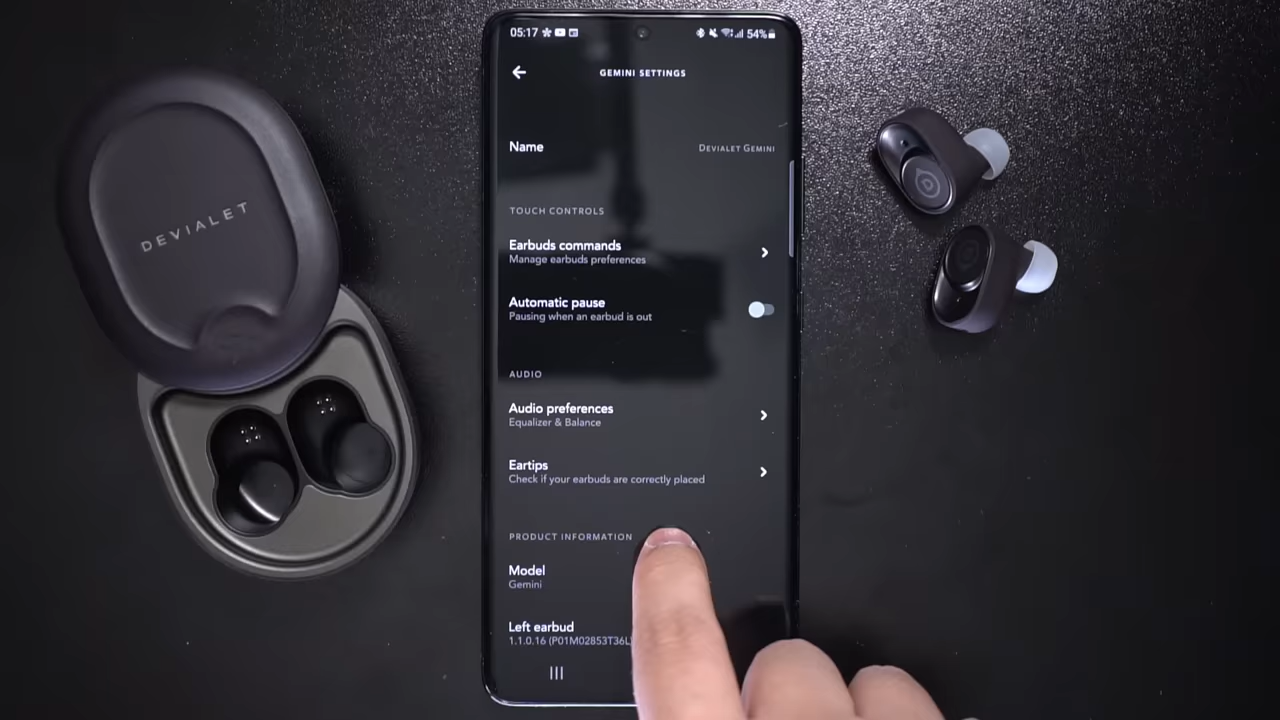 05:17
54%
GEMINI SETTINGS
Name
DEVIALET GEMINI
TOUCH CONTROLS
Earbuds commands
Manage earbuds preferences
Automatic pause
Pausing when an earbud is out
AUDIO
Audio preferences
Equalizer & Balance
Eartips
Check if your earbuds are correctly placed
PRODUCT INFORMATION
Model
Gemini
Left earbud
1.1.0.16 (P01M02853T36L)
DEVIALET
D